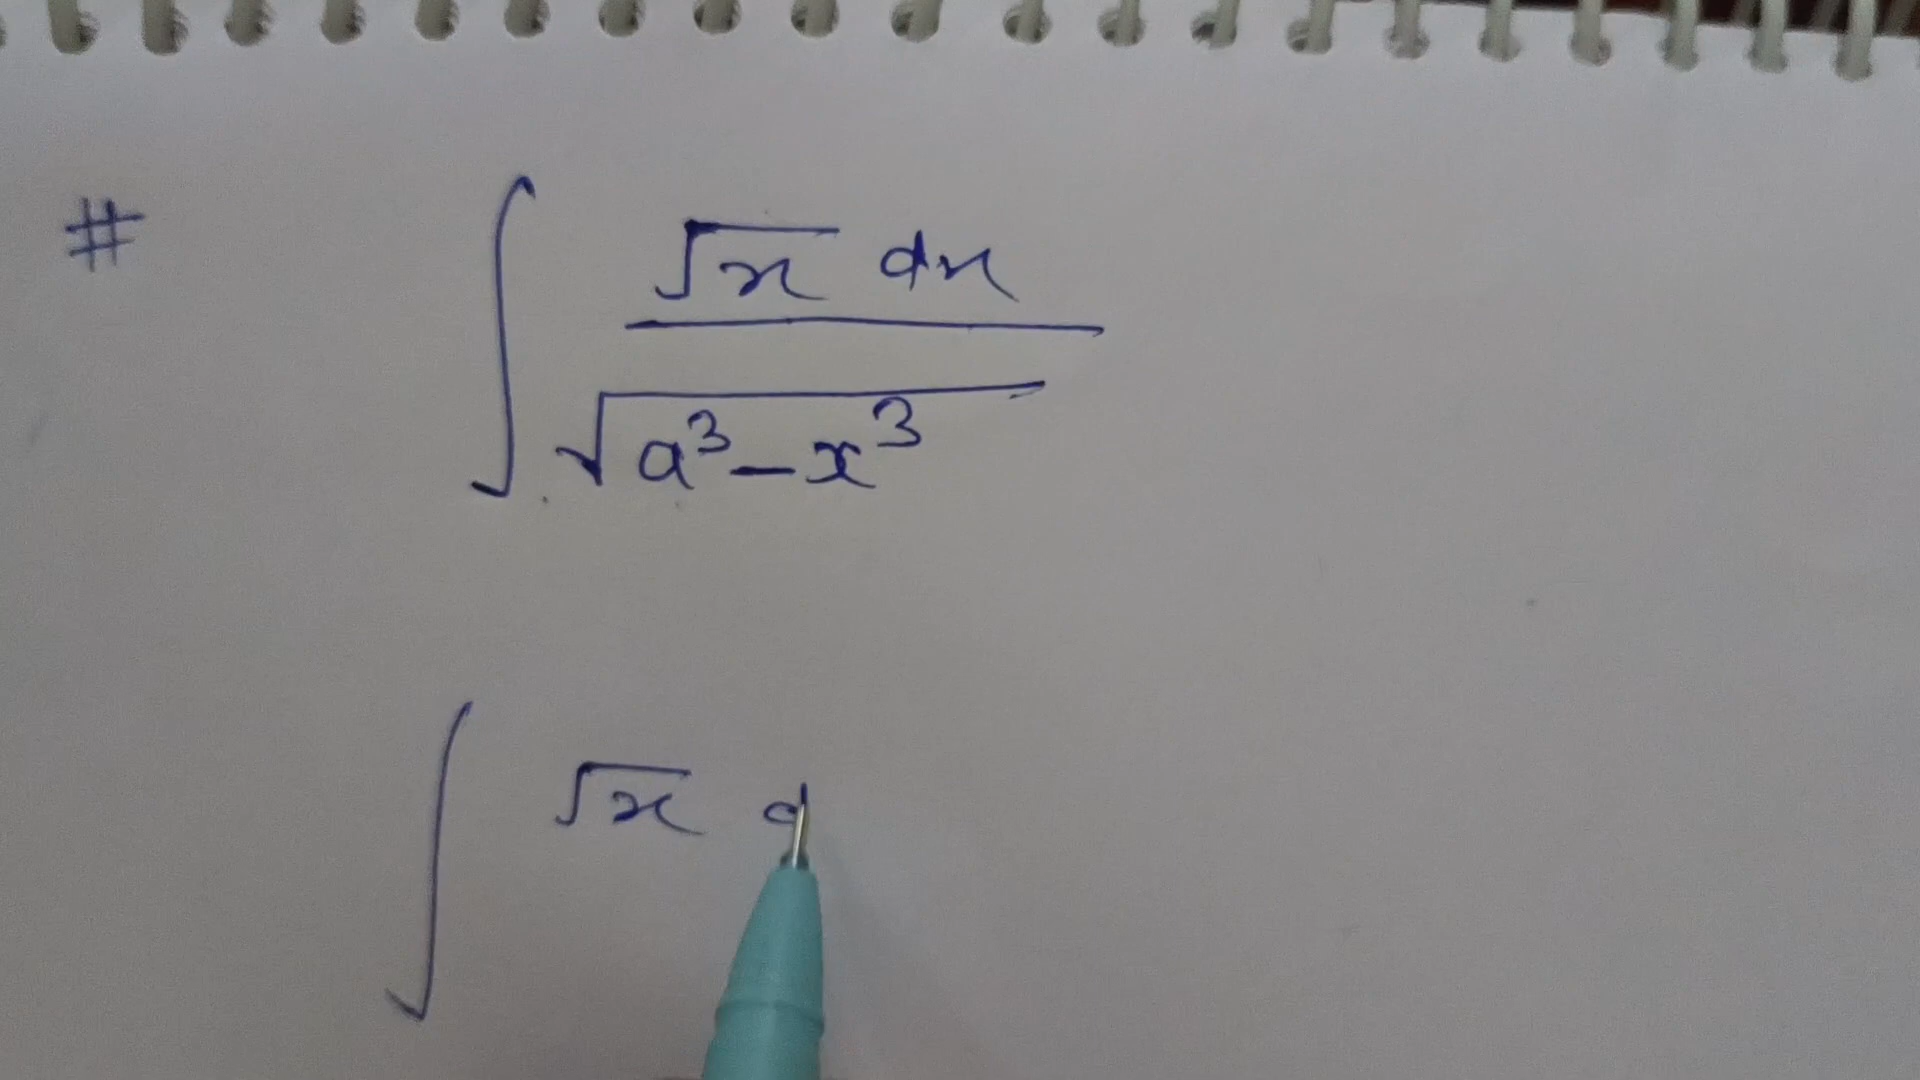 # ∫ √x dx / √(a³ − x³)
∫ √x d